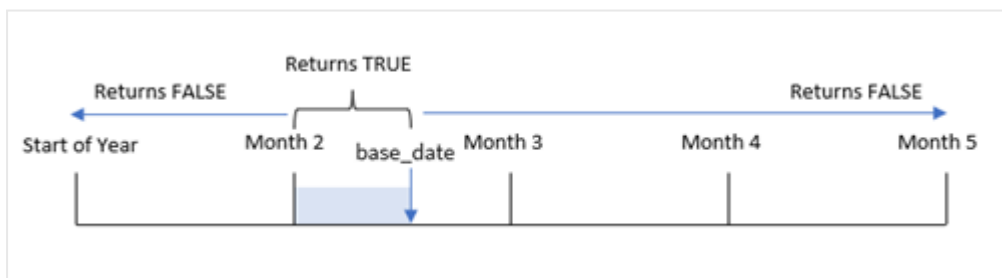 Returns TRUE
Returns FALSE
Returns FALSE
Start of Year
Month 2
base_date
Month 3
Month 4
Month 5